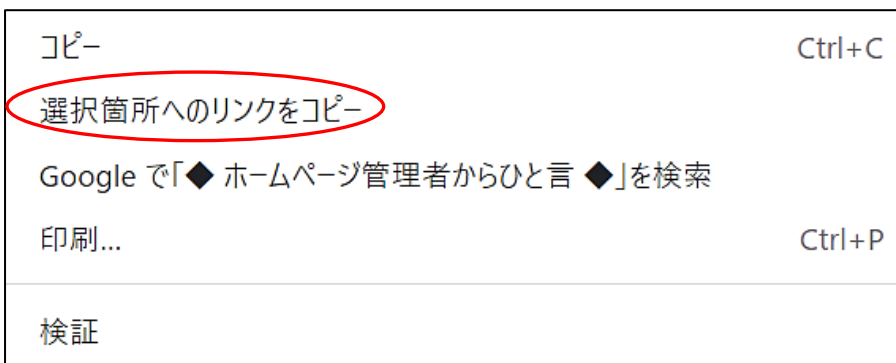 コピー Ctrl+C
選択箇所へのリンクをコピー
Google で「◆ ホームページ管理者からひと言 ◆」を検索
印刷... Ctrl+P
検証